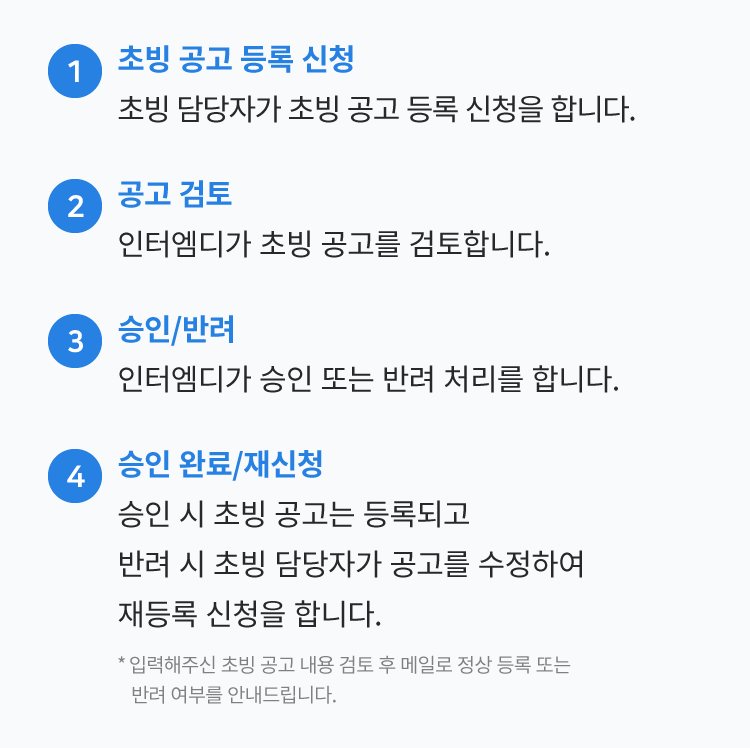 1 초빙 공고 등록 신청
초빙 담당자가 초빙 공고 등록 신청을 합니다.
2 공고 검토
인터엠디가 초빙 공고를 검토합니다.
3 승인/반려
인터엠디가 승인 또는 반려 처리를 합니다.
4 승인 완료/재신청
승인 시 초빙 공고는 등록되고
반려 시 초빙 담당자가 공고를 수정하여
재등록 신청을 합니다.
* 입력해주신 초빙 공고 내용 검토 후 메일로 정상 등록 또는
반려 여부를 안내드립니다.